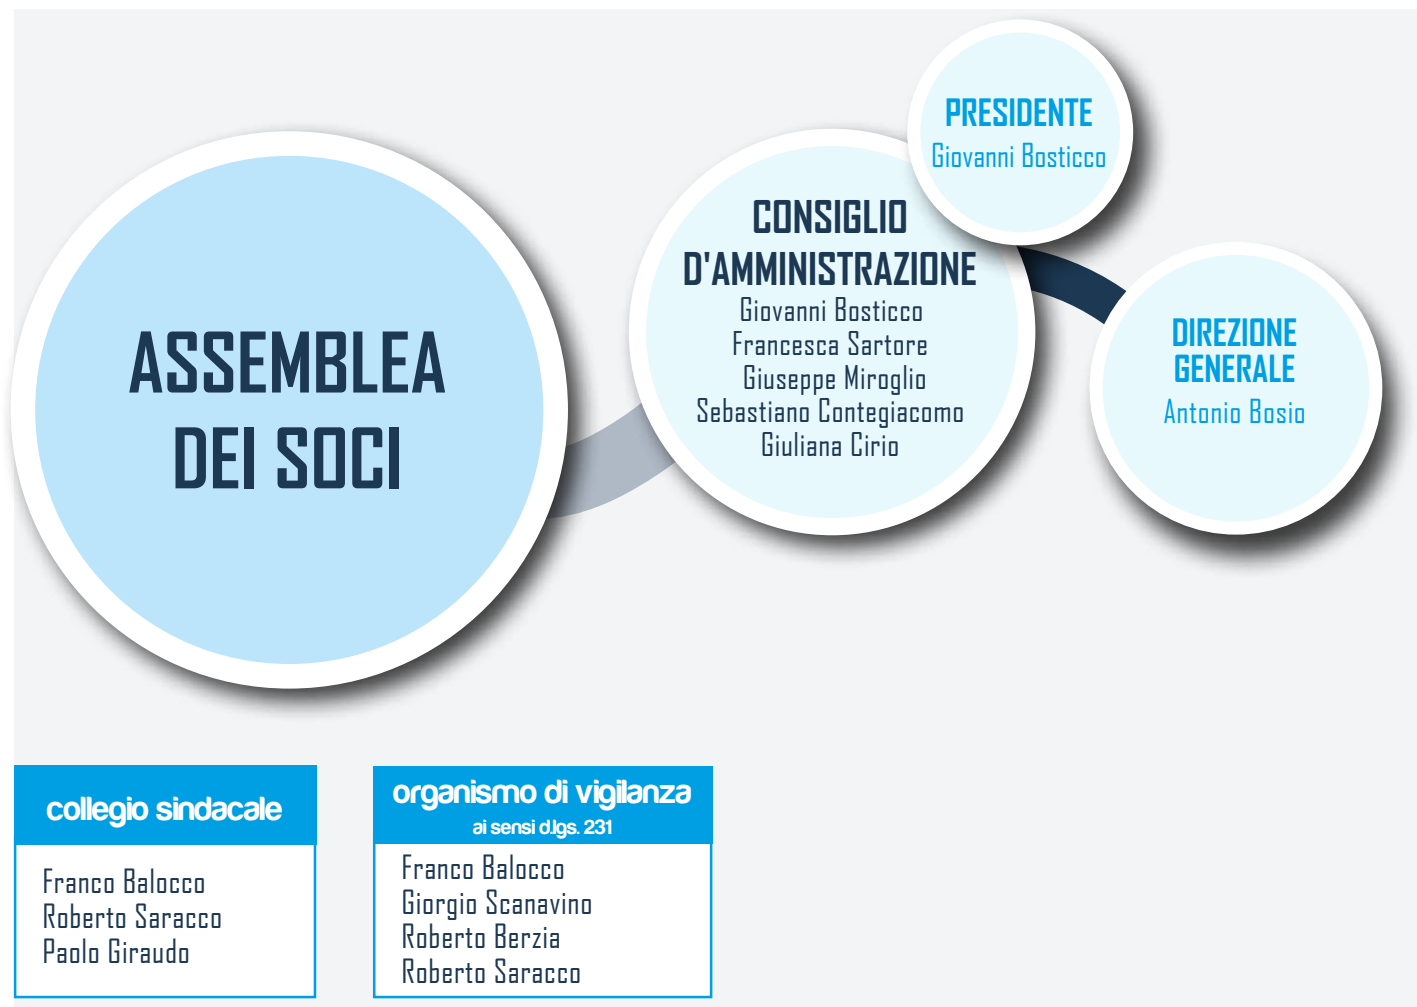 PRESIDENTE
Giovanni Bosticco
CONSIGLIO
D'AMMINISTRAZIONE
Giovanni Bosticco
Francesca Sartore
Giuseppe Miroglio
Sebastiano Contegiacomo
Giuliana Cirio
DIREZIONE
GENERALE
Antonio Bosio
ASSEMBLEA
DEI SOCI
collegio sindacale
Franco Balocco
Roberto Saracco
Paolo Giraudo
organismo di vigilanza
ai sensi d.lgs. 231
Franco Balocco
Giorgio Scanavino
Roberto Berzia
Roberto Saracco